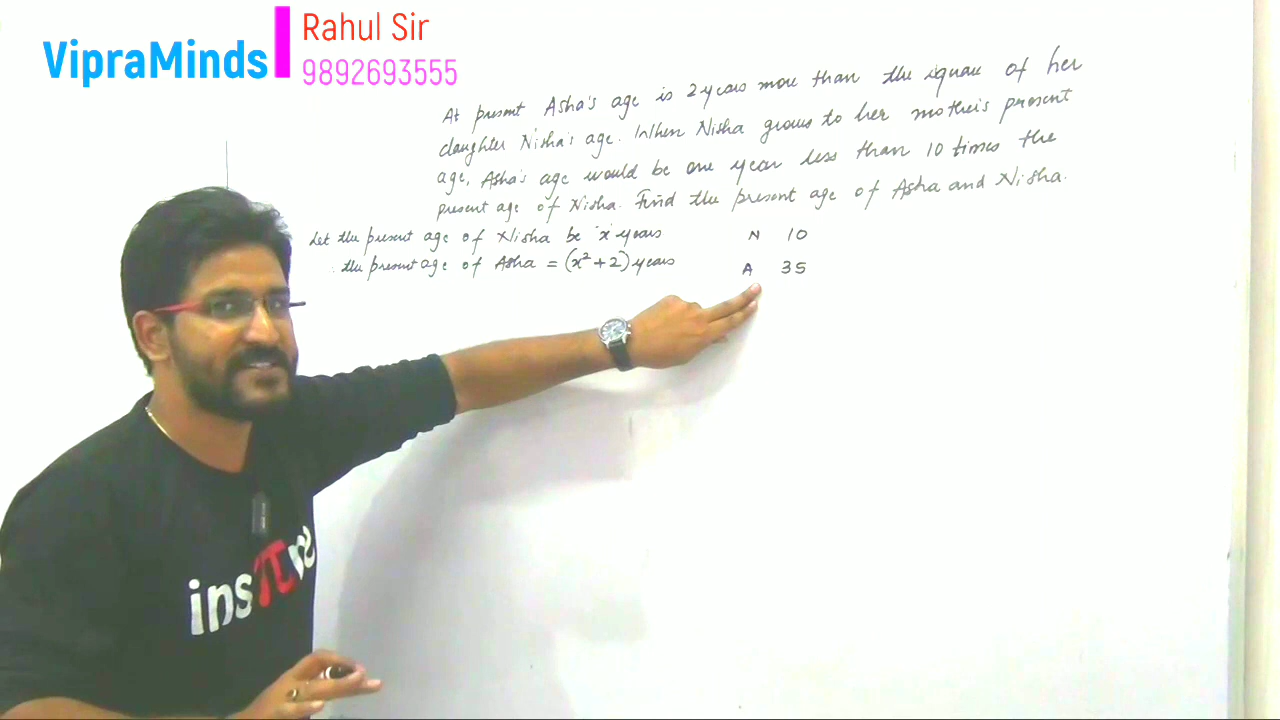 VipraMinds
Rahul Sir
9892693555
At present Asha's age is 2 years more than the square of her
daughter Nisha's age. When Nisha grows to her mother's present
age, Asha's age would be one year less than 10 times the
present age of Nisha. Find the present age of Asha and Nisha.
Let the present age of Nisha be 'x' years
∴ the present age of Asha = (x² + 2) years
N 10
A 35
insπre